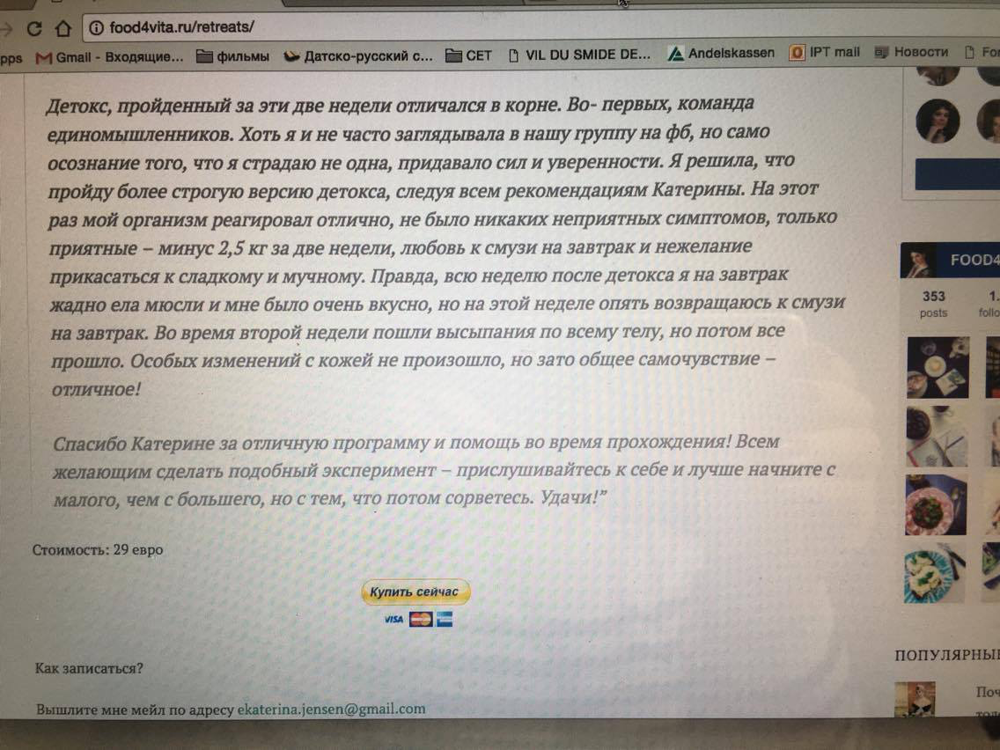 food4vita.ru/retreats/
pps Gmail - Входящие... фильмы Датско-русский с... CET VIL DU SMIDE DE... Andelskassen IPT mail Новости
Детокс, пройденный за эти две недели отличался в корне. Во- первых, команда
единомышленников. Хоть я и не часто заглядывала в нашу группу на фб, но само
осознание того, что я страдаю не одна, придавало сил и уверенности. Я решила, что
пройду более строгую версию детокса, следуя всем рекомендациям Катерины. На этот
раз мой организм реагировал отлично, не было никаких неприятных симптомов, только
приятные – минус 2,5 кг за две недели, любовь к смузи на завтрак и нежелание
прикасаться к сладкому и мучному. Правда, всю неделю после детокса я на завтрак
жадно ела мюсли и мне было очень вкусно, но на этой неделе опять возвращаюсь к смузи
на завтрак. Во время второй недели пошли высыпания по всему телу, но потом все
прошло. Особых изменений с кожей не произошло, но зато общее самочувствие –
отличное!
Спасибо Катерине за отличную программу и помощь во время прохождения! Всем
желающим сделать подобный эксперимент – прислушивайтесь к себе и лучше начните с
малого, чем с большего, но с тем, что потом сорветесь. Удачи!”
Стоимость: 29 евро
Купить сейчас
VISA
Как записаться?
Вышлите мне мейл по адресу ekaterina.jensen@gmail.com
FOOD4
353
posts
1.
follo
ПОПУЛЯРНЫЕ
Поч